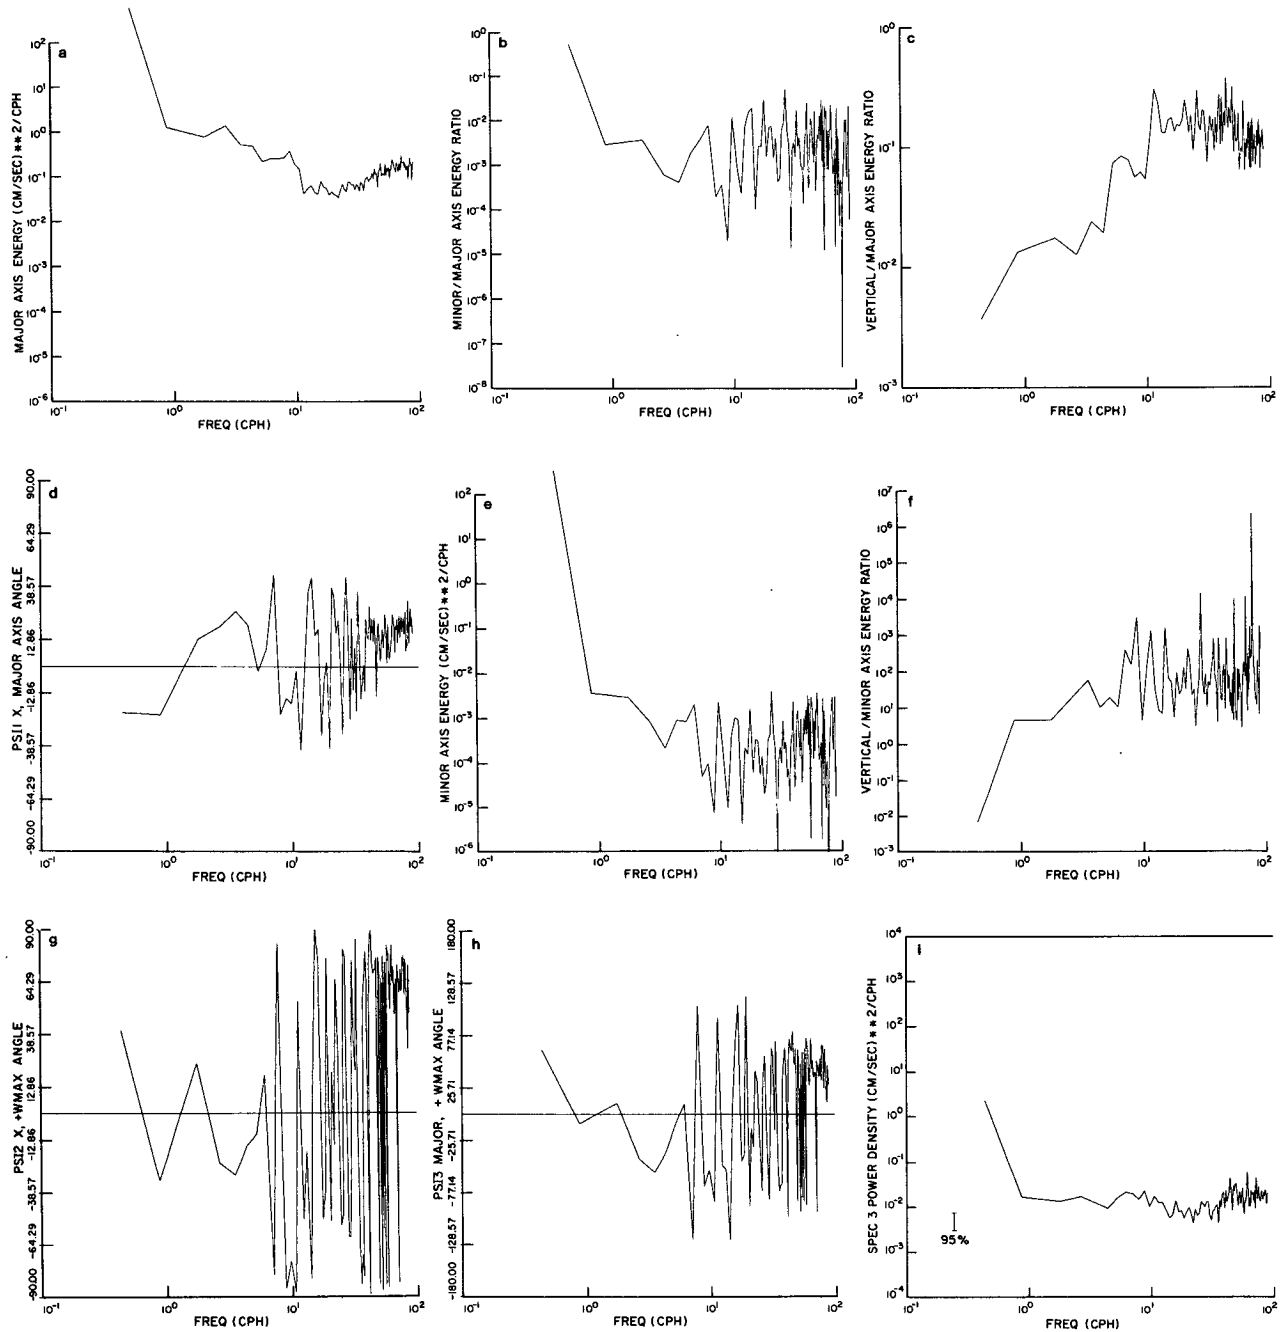 a
MAJOR AXIS ENERGY (CM/SEC)**2/CPH
10²
10¹
10⁰
10⁻¹
10⁻²
10⁻³
10⁻⁴
10⁻⁵
10⁻⁶
10⁻¹ 10⁰ 10¹ 10²
FREQ (CPH)
b
MINOR/MAJOR AXIS ENERGY RATIO
10⁰
10⁻¹
10⁻²
10⁻³
10⁻⁴
10⁻⁵
10⁻⁶
10⁻⁷
10⁻⁸
10⁻¹ 10⁰ 10¹ 10²
FREQ (CPH)
c
VERTICAL/MAJOR AXIS ENERGY RATIO
10⁰
10⁻¹
10⁻²
10⁻³
10⁻¹ 10⁰ 10¹ 10²
FREQ (CPH)
d
PSI1 X, MAJOR AXIS ANGLE
90.00
64.29
38.57
12.86
-12.86
-38.57
-64.29
-90.00
10⁻¹ 10⁰ 10¹ 10²
FREQ (CPH)
e
MINOR AXIS ENERGY (CM/SEC)**2/CPH
10²
10¹
10⁰
10⁻¹
10⁻²
10⁻³
10⁻⁴
10⁻⁵
10⁻⁶
10⁻¹ 10⁰ 10¹ 10²
FREQ (CPH)
f
VERTICAL/MINOR AXIS ENERGY RATIO
10⁷
10⁶
10⁵
10⁴
10³
10²
10¹
10⁰
10⁻¹
10⁻²
10⁻³
10⁻¹ 10⁰ 10¹ 10²
FREQ (CPH)
g
PSI2 X, +WMAX ANGLE
90.00
64.29
38.57
12.86
-12.86
-38.57
-64.29
-90.00
10⁻¹ 10⁰ 10¹ 10²
FREQ (CPH)
h
PSI3 MAJOR, + WMAX ANGLE
180.00
128.57
77.14
25.71
-25.71
-77.14
-128.57
-180.00
10⁻¹ 10⁰ 10¹ 10²
FREQ (CPH)
i
SPEC 3 POWER DENSITY (CM/SEC)**2/CPH
10⁴
10³
10²
10¹
10⁰
10⁻¹
10⁻²
10⁻³
10⁻⁴
95%
10⁻¹ 10⁰ 10¹ 10²
FREQ (CPH)